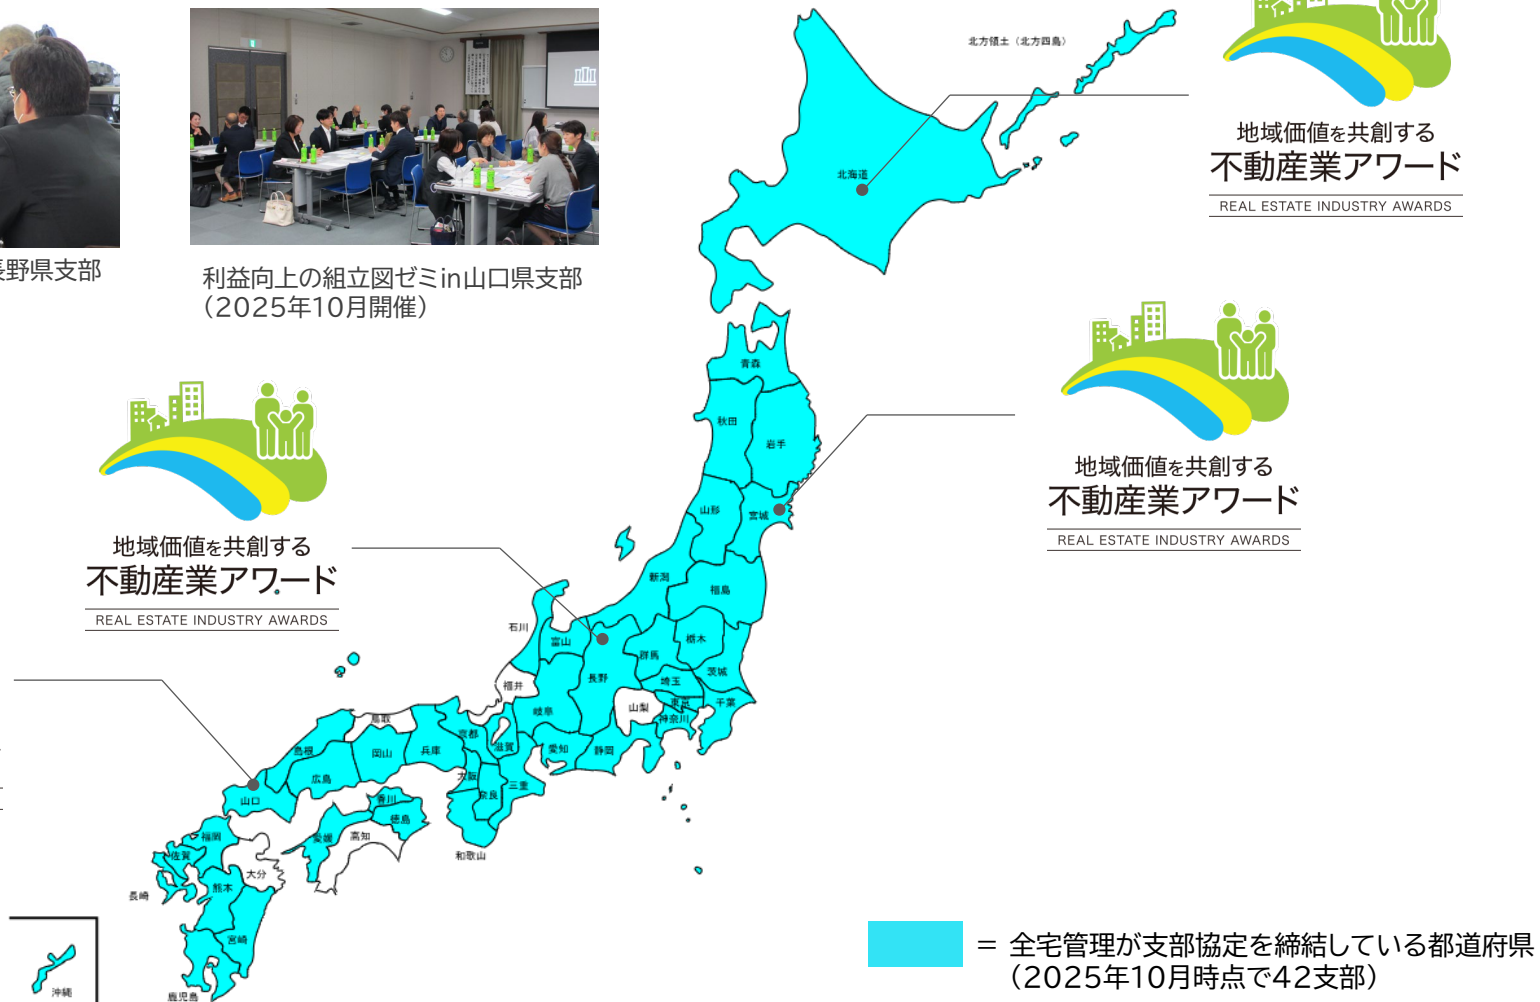 北方領土（北方四島）
地域価値を共創する
不動産業アワード
REAL ESTATE INDUSTRY AWARDS
北海道
長野県支部
利益向上の組立図ゼミin山口県支部
（2025年10月開催）
青森
秋田
岩手
地域価値を共創する
不動産業アワード
REAL ESTATE INDUSTRY AWARDS
山形
宮城
地域価値を共創する
不動産業アワード
REAL ESTATE INDUSTRY AWARDS
新潟
福島
石川
富山
群馬
栃木
福井
長野
埼玉
茨城
鳥取
岐阜
山梨
東京
千葉
神奈川
島根
岡山
兵庫
京都
滋賀
愛知
静岡
広島
大阪
奈良
三重
山口
香川
徳島
福岡
愛媛
高知
和歌山
佐賀
大分
長崎
熊本
宮崎
沖縄
鹿児島
＝ 全宅管理が支部協定を締結している都道府県
（2025年10月時点で42支部）